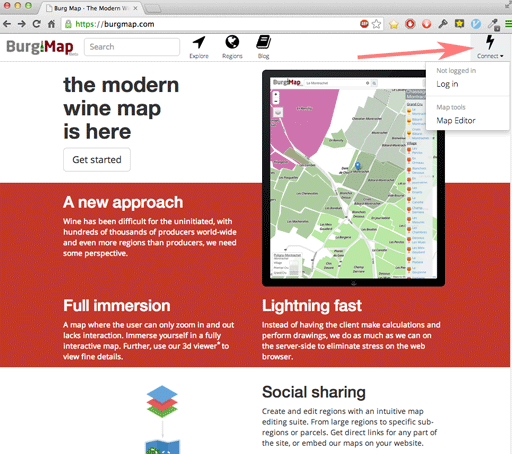 Burg Map - The Modern W
https://burgmap.com
BurgMap
Search
Explore
Regions
Blog
Connect
Not logged in
Log in
Map tools
Map Editor
the modern
wine map
is here
Get started
A new approach
Wine has been difficult for the uninitiated, with
hundreds of thousands of producers world-wide
and even more regions than producers, we need
some perspective.
Full immersion
A map where the user can only zoom in and out
lacks interaction. Immerse yourself in a fully
interactive map. Further, use our 3d viewer* to
view fine details.
Lightning fast
Instead of having the client make calculations and
perform drawings, we do as much as we can on
the server-side to eliminate stress on the web
browser.
Social sharing
Create and edit regions with an intuitive map
editing suite. From large regions to specific sub-
regions or parcels. Get direct links for any part of
the site, or embed our maps on your website.